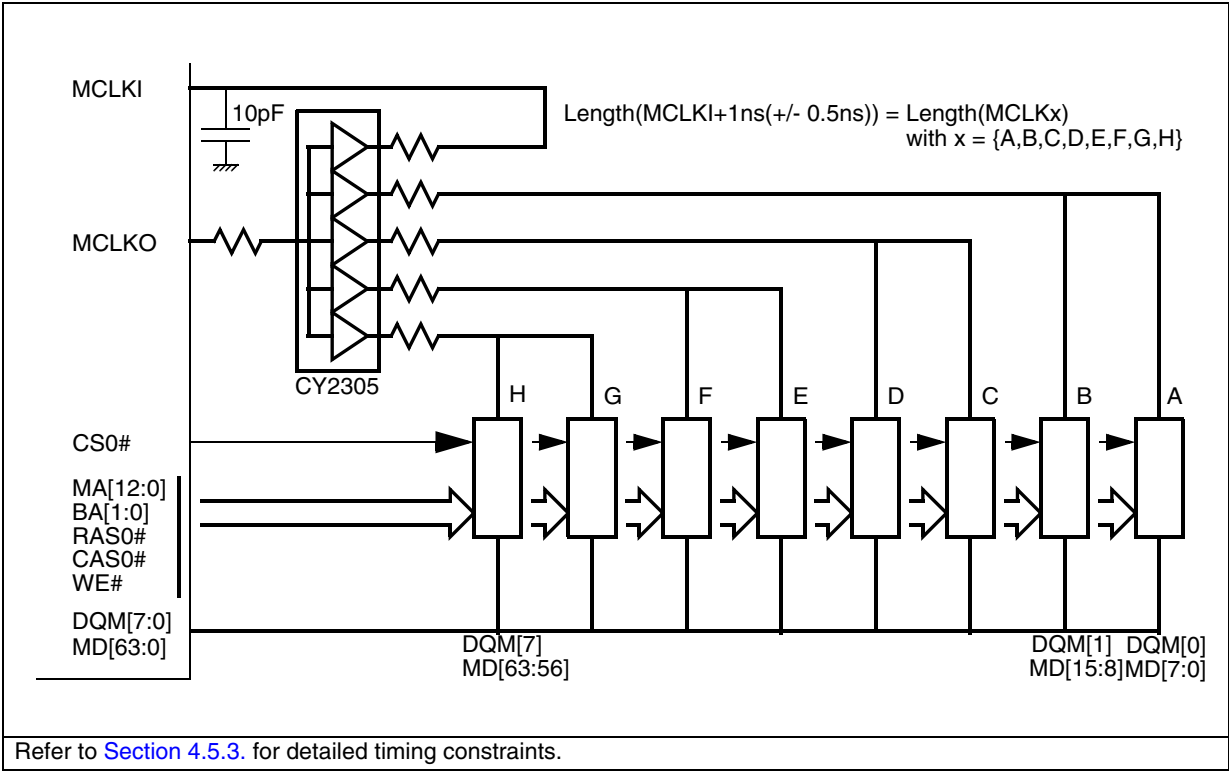 MCLKI
10pF
Length(MCLKI+1ns(+/- 0.5ns)) = Length(MCLKx)
with x = {A,B,C,D,E,F,G,H}
MCLKO
CY2305
H G F E D C B A
CS0#
MA[12:0]
BA[1:0]
RAS0#
CAS0#
WE#
DQM[7:0]
MD[63:0]
DQM[7]
MD[63:56]
DQM[1]
MD[15:8]
DQM[0]
MD[7:0]
Refer to Section 4.5.3. for detailed timing constraints.